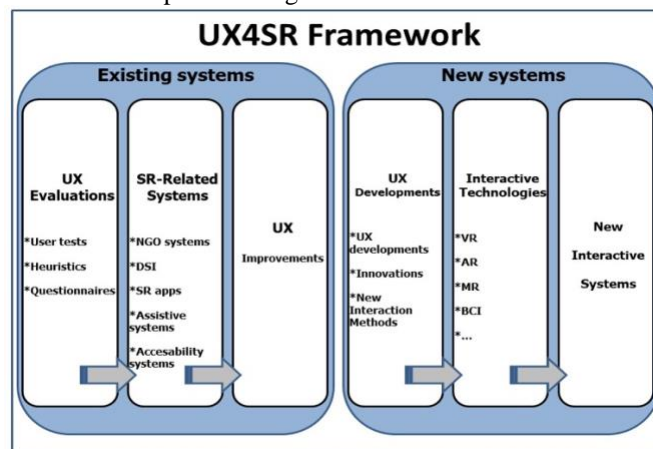 UX4SR Framework
Existing systems
UX
Evaluations
*User tests
*Heuristics
*Questionnaires
SR-Related
Systems
*NGO systems
*DSI
*SR apps
*Assistive
systems
*Accesability
systems
UX
Improvements
New systems
UX
Developments
*UX
developments
*Innovations
*New
Interaction
Methods
Interactive
Technologies
*VR
*AR
*MR
*BCI
*...
New
Interactive
Systems